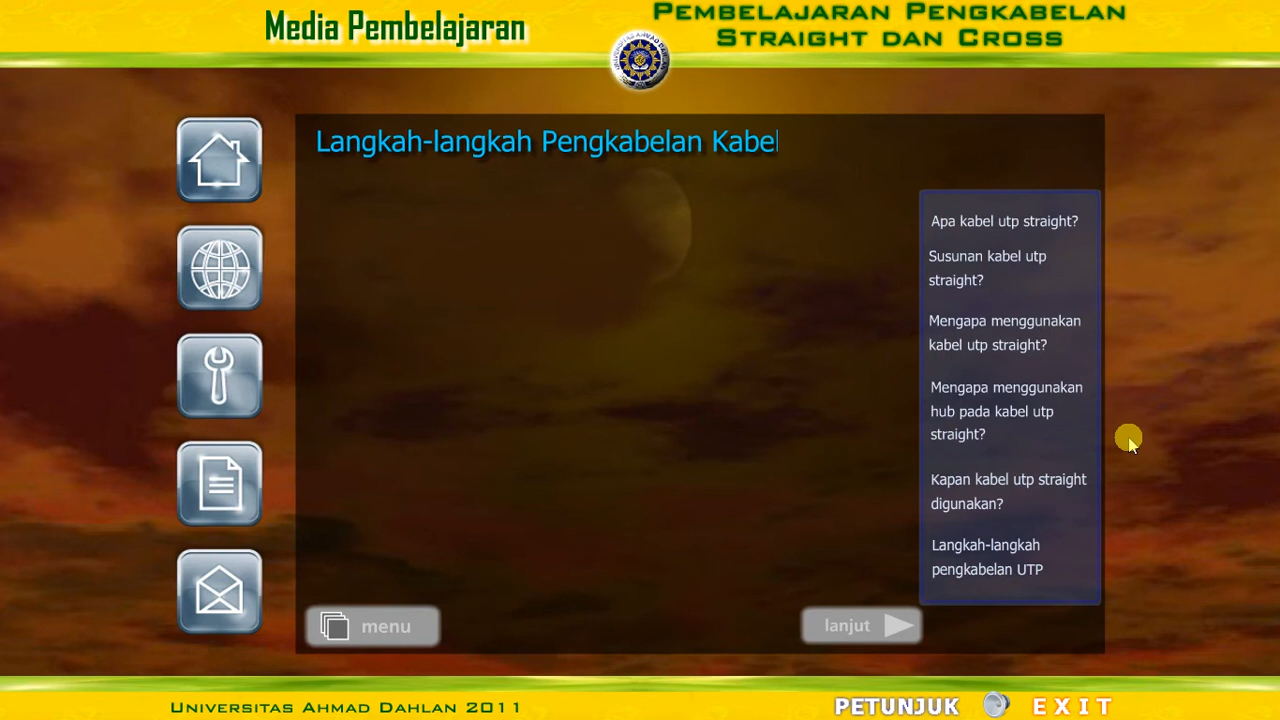 Media Pembelajaran
PEMBELAJARAN PENGKABELAN
STRAIGHT DAN CROSS
Langkah-langkah Pengkabelan Kabel
Apa kabel utp straight?
Susunan kabel utp
straight?
Mengapa menggunakan
kabel utp straight?
Mengapa menggunakan
hub pada kabel utp
straight?
Kapan kabel utp straight
digunakan?
Langkah-langkah
pengkabelan UTP
menu
lanjut
UNIVERSITAS AHMAD DAHLAN 2011
PETUNJUK
EXIT